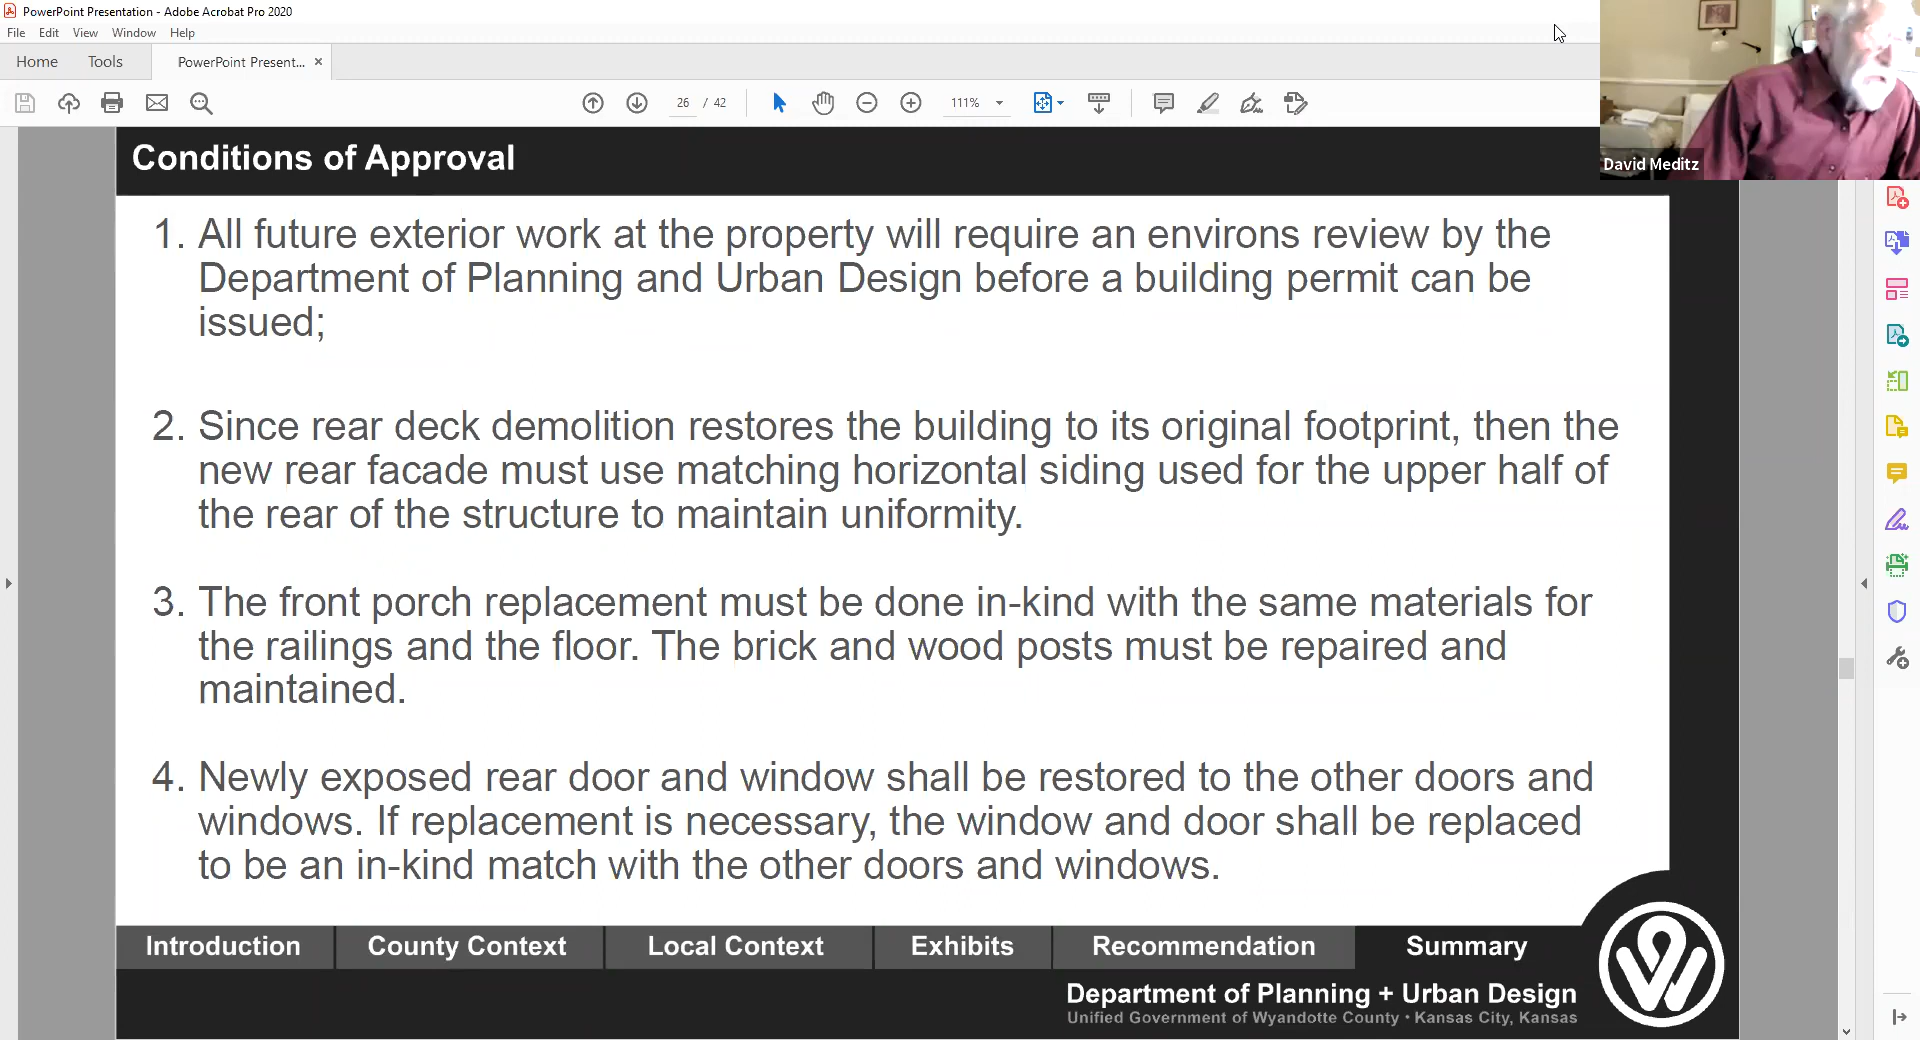 PowerPoint Presentation - Adobe Acrobat Pro 2020
File Edit View Window Help
Home Tools PowerPoint Present... ×
26 / 42 111%
David Meditz
Conditions of Approval
1. All future exterior work at the property will require an environs review by the
Department of Planning and Urban Design before a building permit can be
issued;
2. Since rear deck demolition restores the building to its original footprint, then the
new rear facade must use matching horizontal siding used for the upper half of
the rear of the structure to maintain uniformity.
3. The front porch replacement must be done in-kind with the same materials for
the railings and the floor. The brick and wood posts must be repaired and
maintained.
4. Newly exposed rear door and window shall be restored to the other doors and
windows. If replacement is necessary, the window and door shall be replaced
to be an in-kind match with the other doors and windows.
Introduction County Context Local Context Exhibits Recommendation Summary
Department of Planning + Urban Design
Unified Government of Wyandotte County • Kansas City, Kansas